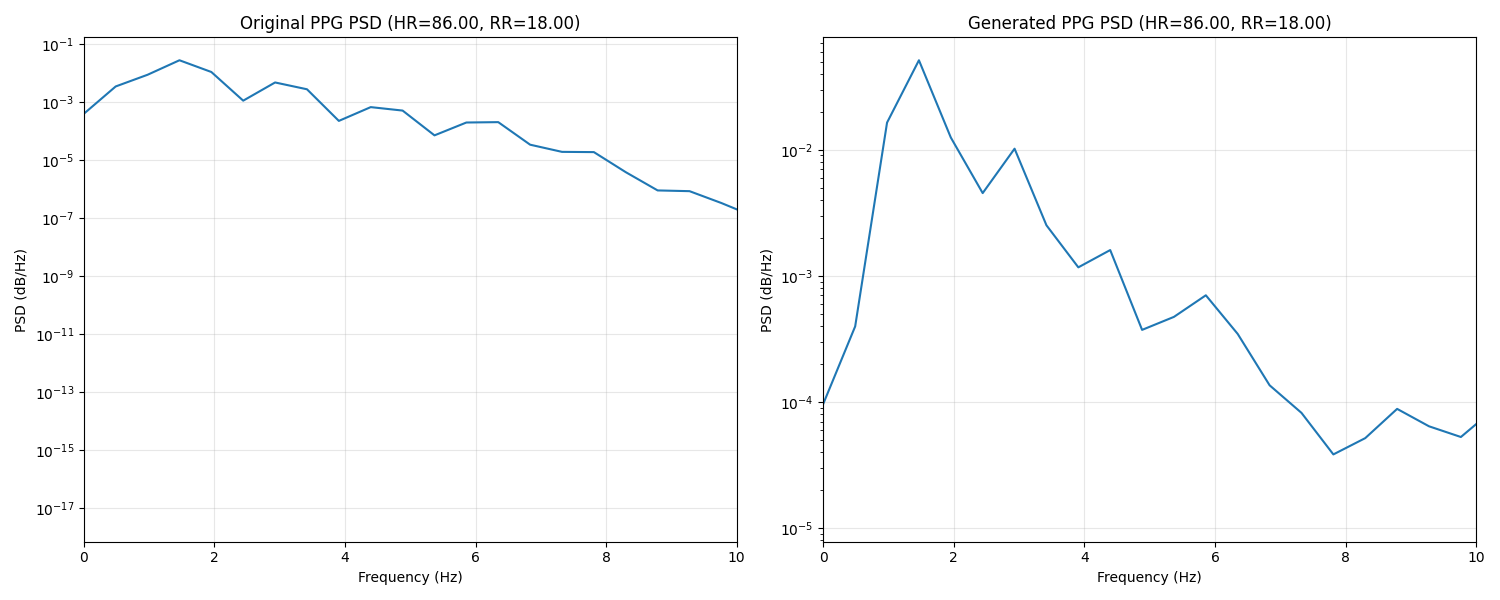 Original PPG PSD (HR=86.00, RR=18.00)
PSD (dB/Hz)
10⁻¹
10⁻³
10⁻⁵
10⁻⁷
10⁻⁹
10⁻¹¹
10⁻¹³
10⁻¹⁵
10⁻¹⁷
0 2 4 6 8 10
Frequency (Hz)
Generated PPG PSD (HR=86.00, RR=18.00)
PSD (dB/Hz)
10⁻²
10⁻³
10⁻⁴
10⁻⁵
0 2 4 6 8 10
Frequency (Hz)